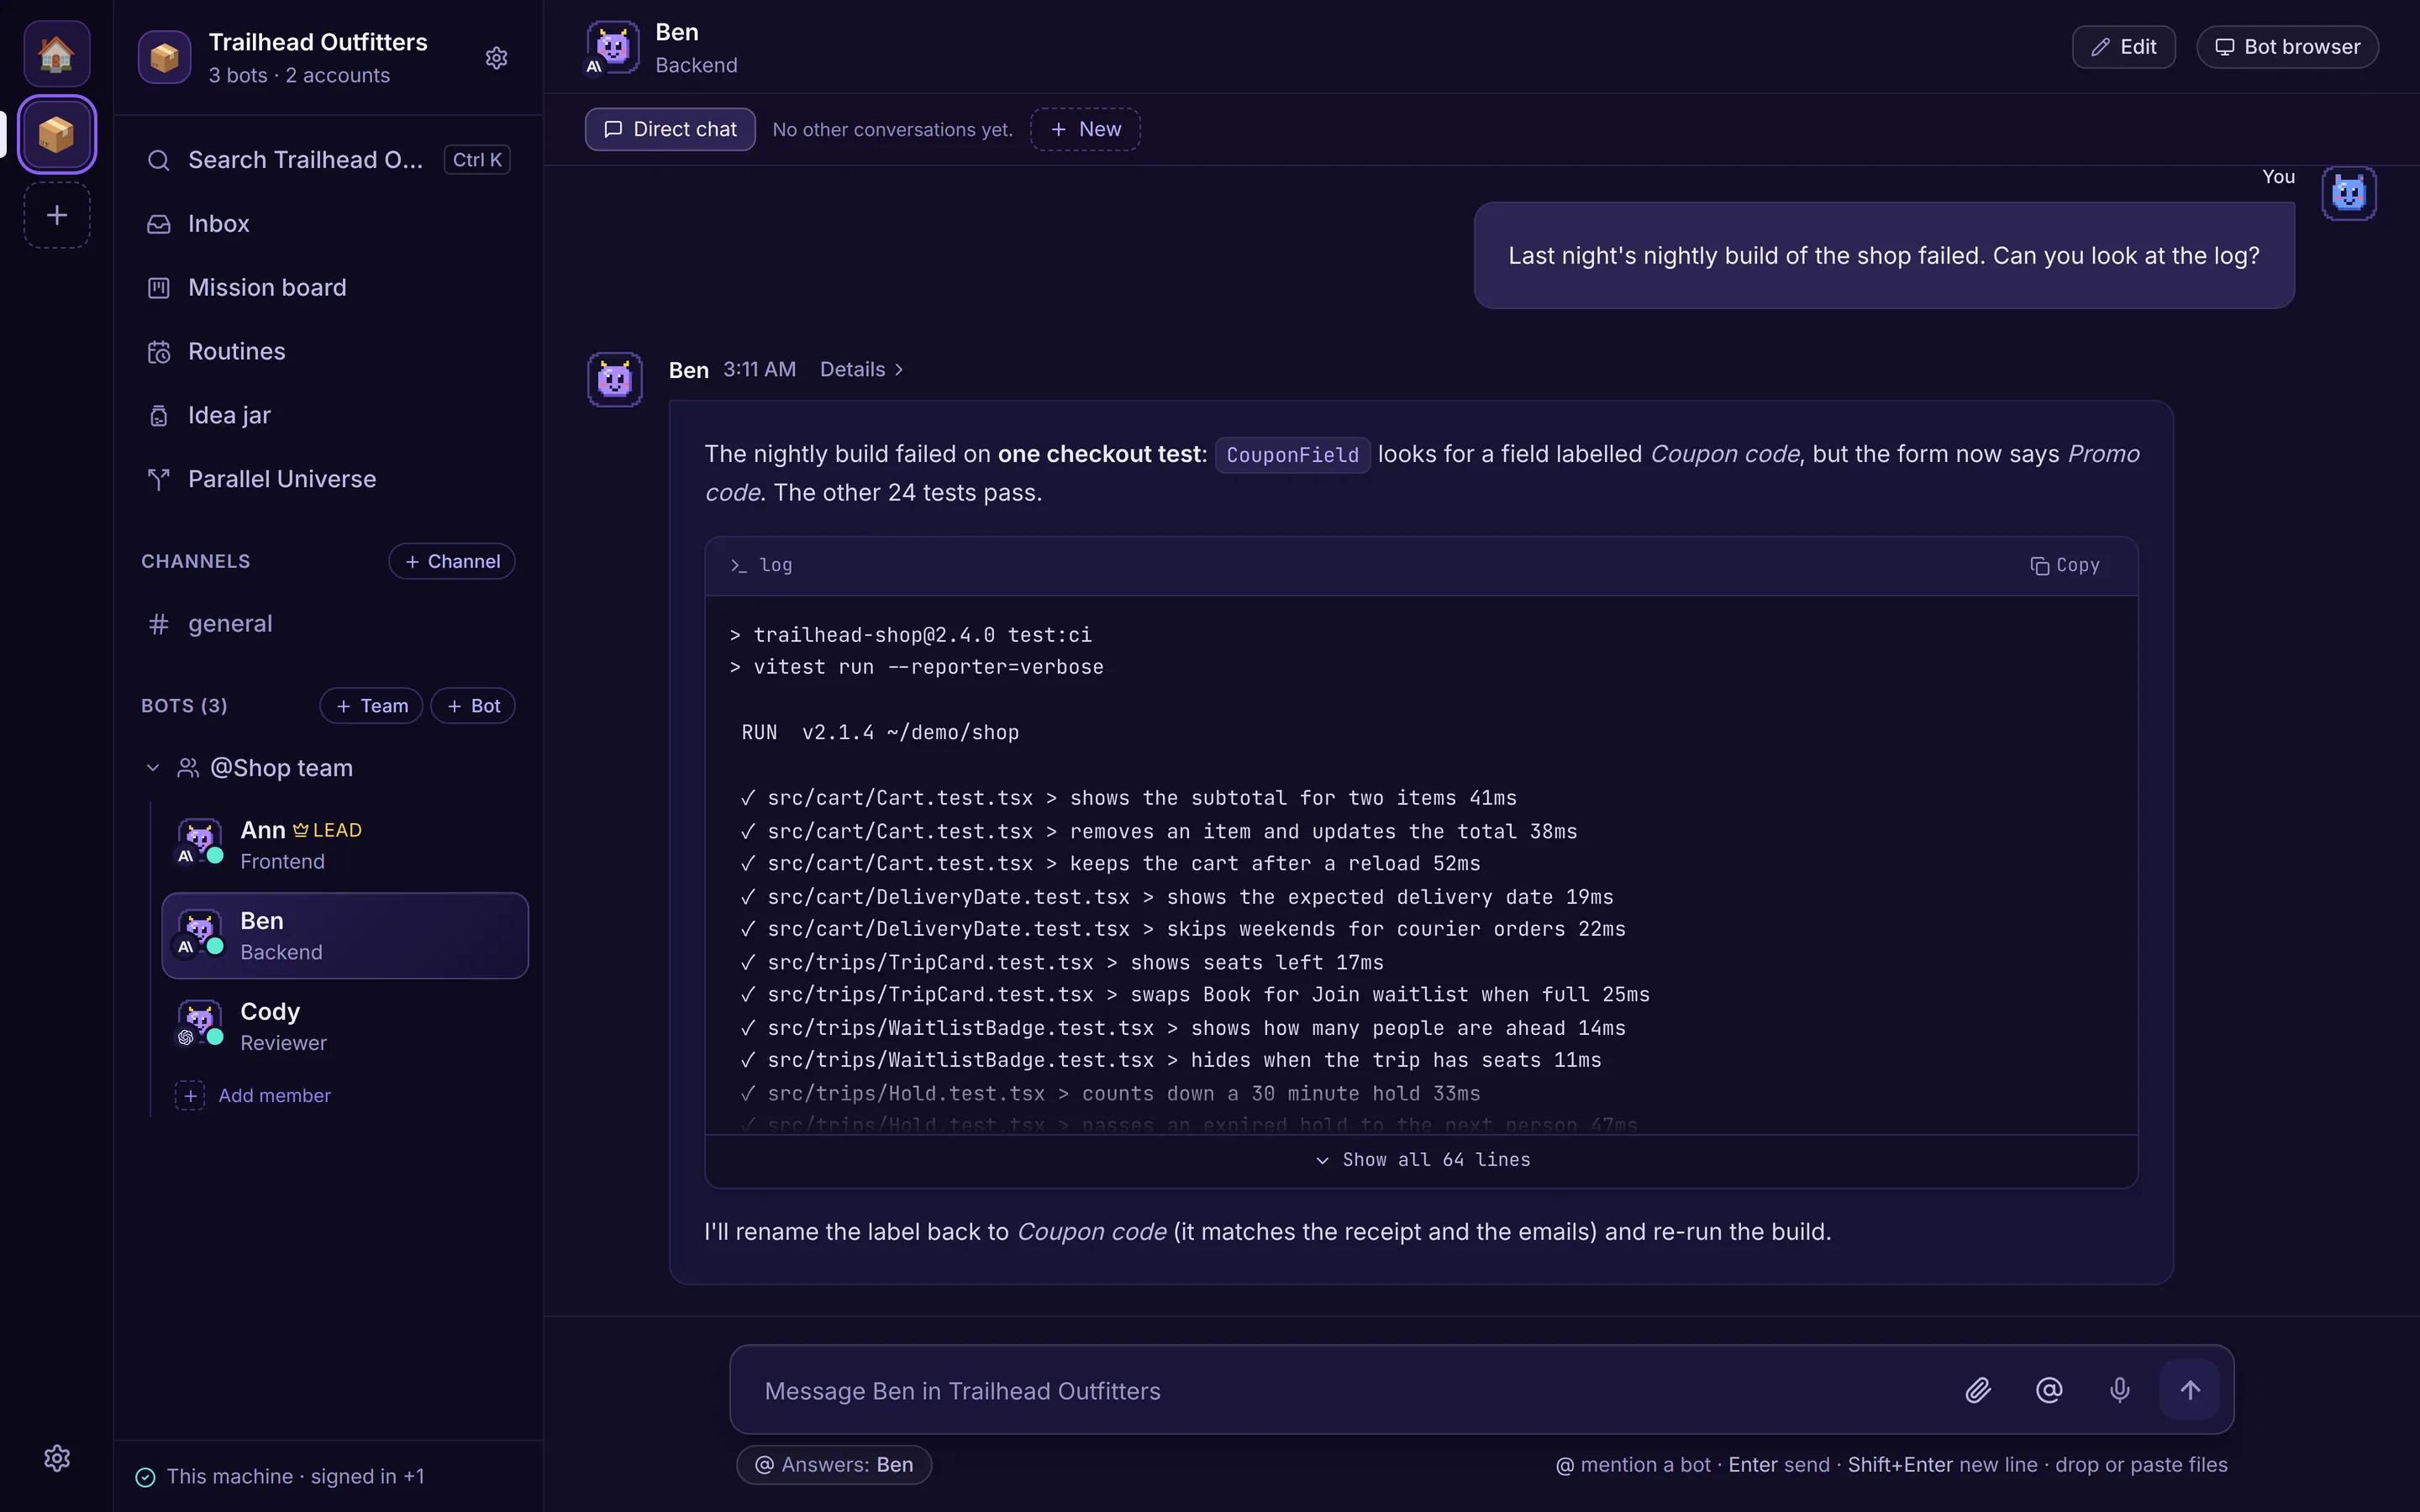 Trailhead Outfitters
3 bots · 2 accounts
Search Trailhead O... Ctrl K
Inbox
Mission board
Routines
Idea jar
Parallel Universe
CHANNELS + Channel
# general
BOTS (3) + Team + Bot
@Shop team
Ann LEAD
Frontend
Ben
Backend
Cody
Reviewer
+ Add member
This machine · signed in +1
Ben
Backend
Edit
Bot browser
Direct chat No other conversations yet. + New
You
Last night's nightly build of the shop failed. Can you look at the log?
Ben 3:11 AM Details >
The nightly build failed on one checkout test: CouponField looks for a field labelled Coupon code, but the form now says Promo
code. The other 24 tests pass.
>_ log Copy
> trailhead-shop@2.4.0 test:ci
> vitest run --reporter=verbose
RUN v2.1.4 ~/demo/shop
✓ src/cart/Cart.test.tsx > shows the subtotal for two items 41ms
✓ src/cart/Cart.test.tsx > removes an item and updates the total 38ms
✓ src/cart/Cart.test.tsx > keeps the cart after a reload 52ms
✓ src/cart/DeliveryDate.test.tsx > shows the expected delivery date 19ms
✓ src/cart/DeliveryDate.test.tsx > skips weekends for courier orders 22ms
✓ src/trips/TripCard.test.tsx > shows seats left 17ms
✓ src/trips/TripCard.test.tsx > swaps Book for Join waitlist when full 25ms
✓ src/trips/WaitlistBadge.test.tsx > shows how many people are ahead 14ms
✓ src/trips/WaitlistBadge.test.tsx > hides when the trip has seats 11ms
✓ src/trips/Hold.test.tsx > counts down a 30 minute hold 33ms
✓ src/trips/Hold.test.tsx > passes an expired hold to the next person 47ms
Show all 64 lines
I'll rename the label back to Coupon code (it matches the receipt and the emails) and re-run the build.
Message Ben in Trailhead Outfitters
@ Answers: Ben
@ mention a bot · Enter send · Shift+Enter new line · drop or paste files